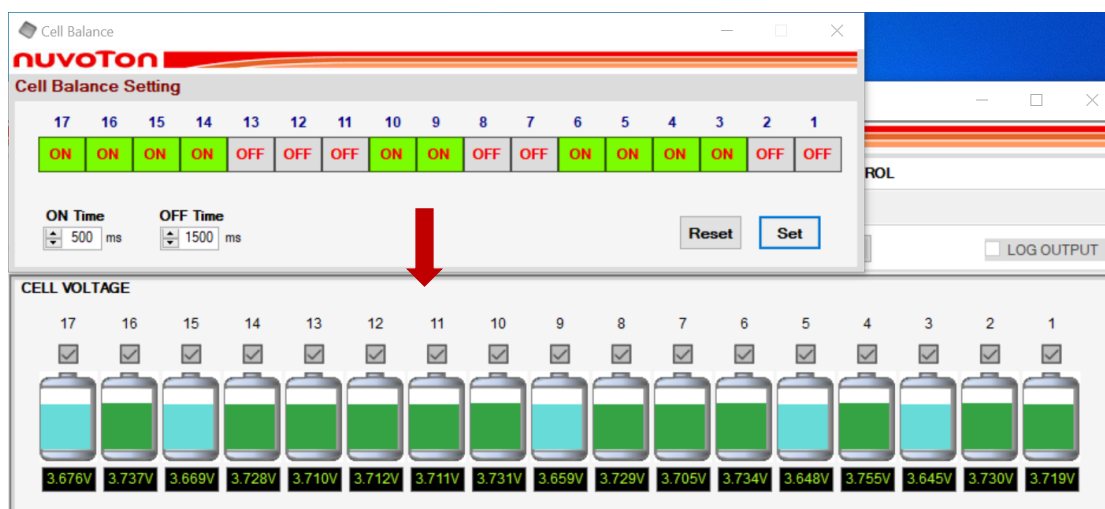 Cell Balance
nuvoTon
Cell Balance Setting
17 16 15 14 13 12 11 10 9 8 7 6 5 4 3 2 1
ON ON ON ON OFF OFF OFF ON ON OFF OFF ON ON ON ON OFF OFF
ROL
ON Time OFF Time
500 ms 1500 ms Reset Set
LOG OUTPUT
CELL VOLTAGE
17 16 15 14 13 12 11 10 9 8 7 6 5 4 3 2 1
3.676V 3.737V 3.669V 3.728V 3.710V 3.712V 3.711V 3.731V 3.659V 3.729V 3.705V 3.734V 3.648V 3.755V 3.645V 3.730V 3.719V